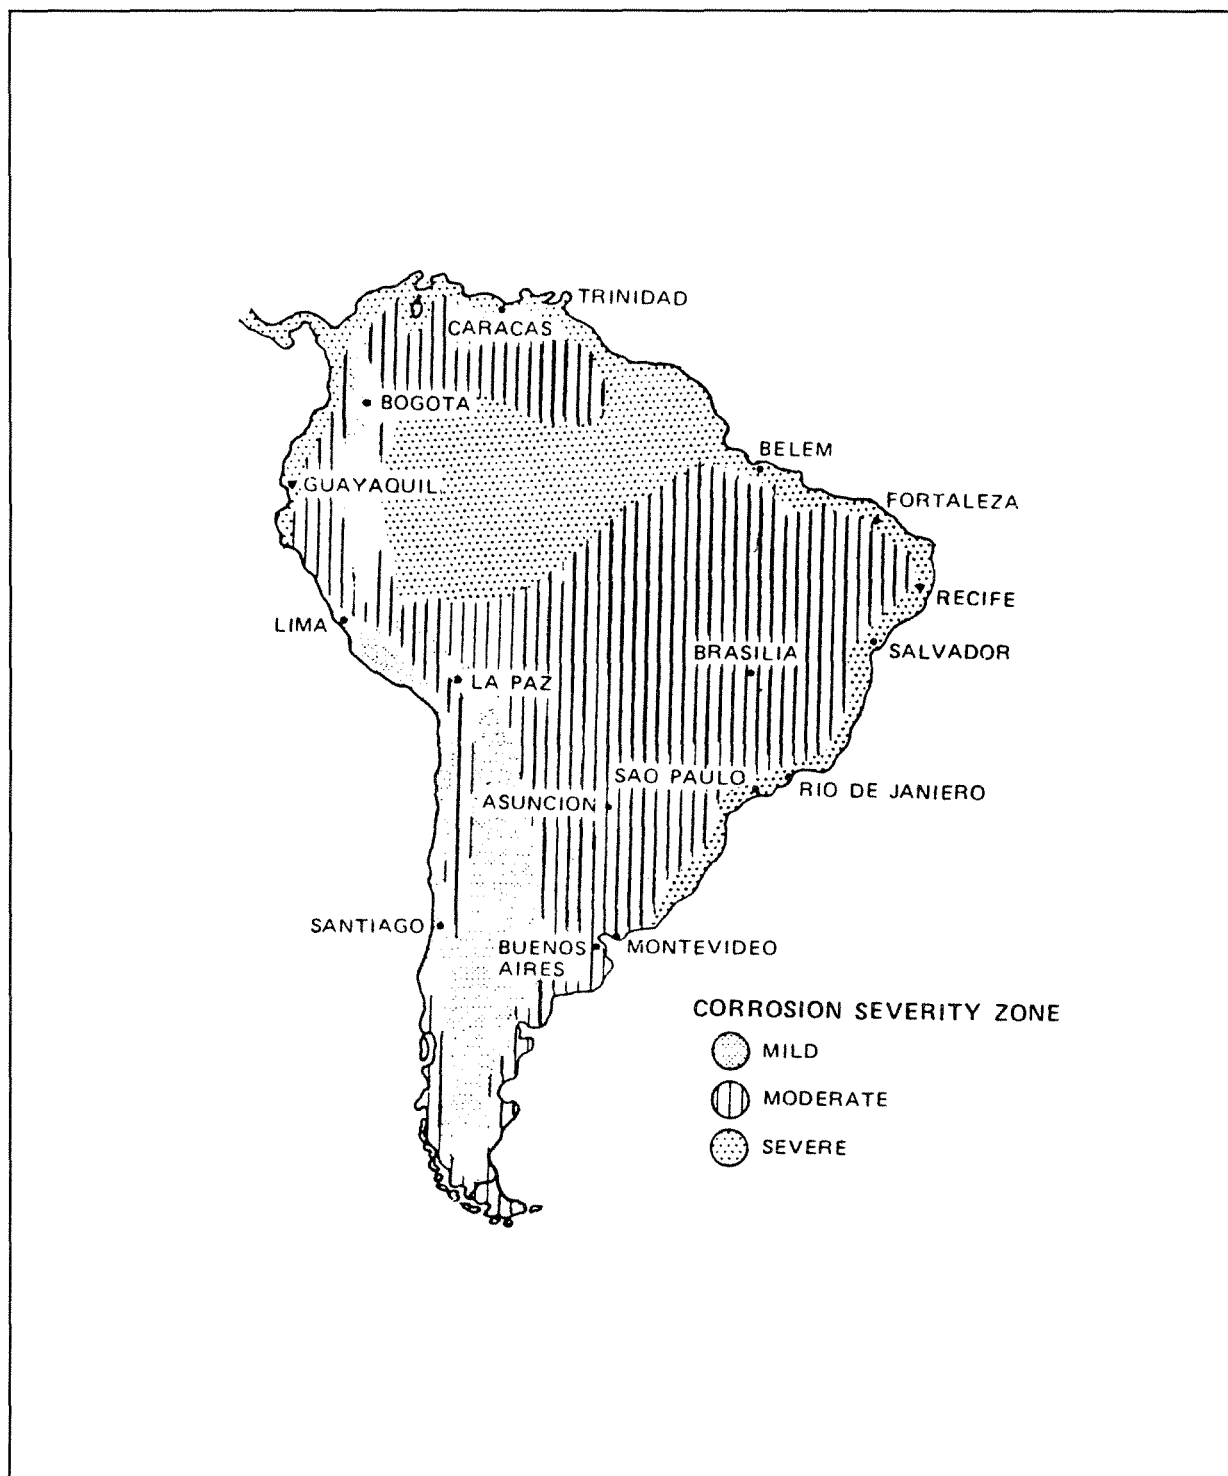 TRINIDAD
CARACAS
BOGOTA
BELEM
GUAYAQUIL
FORTALEZA
RECIFE
LIMA
SALVADOR
BRASILIA
LA PAZ
SAO PAULO
RIO DE JANIERO
ASUNCION
SANTIAGO
BUENOS
AIRES
MONTEVIDEO
CORROSION SEVERITY ZONE
MILD
MODERATE
SEVERE